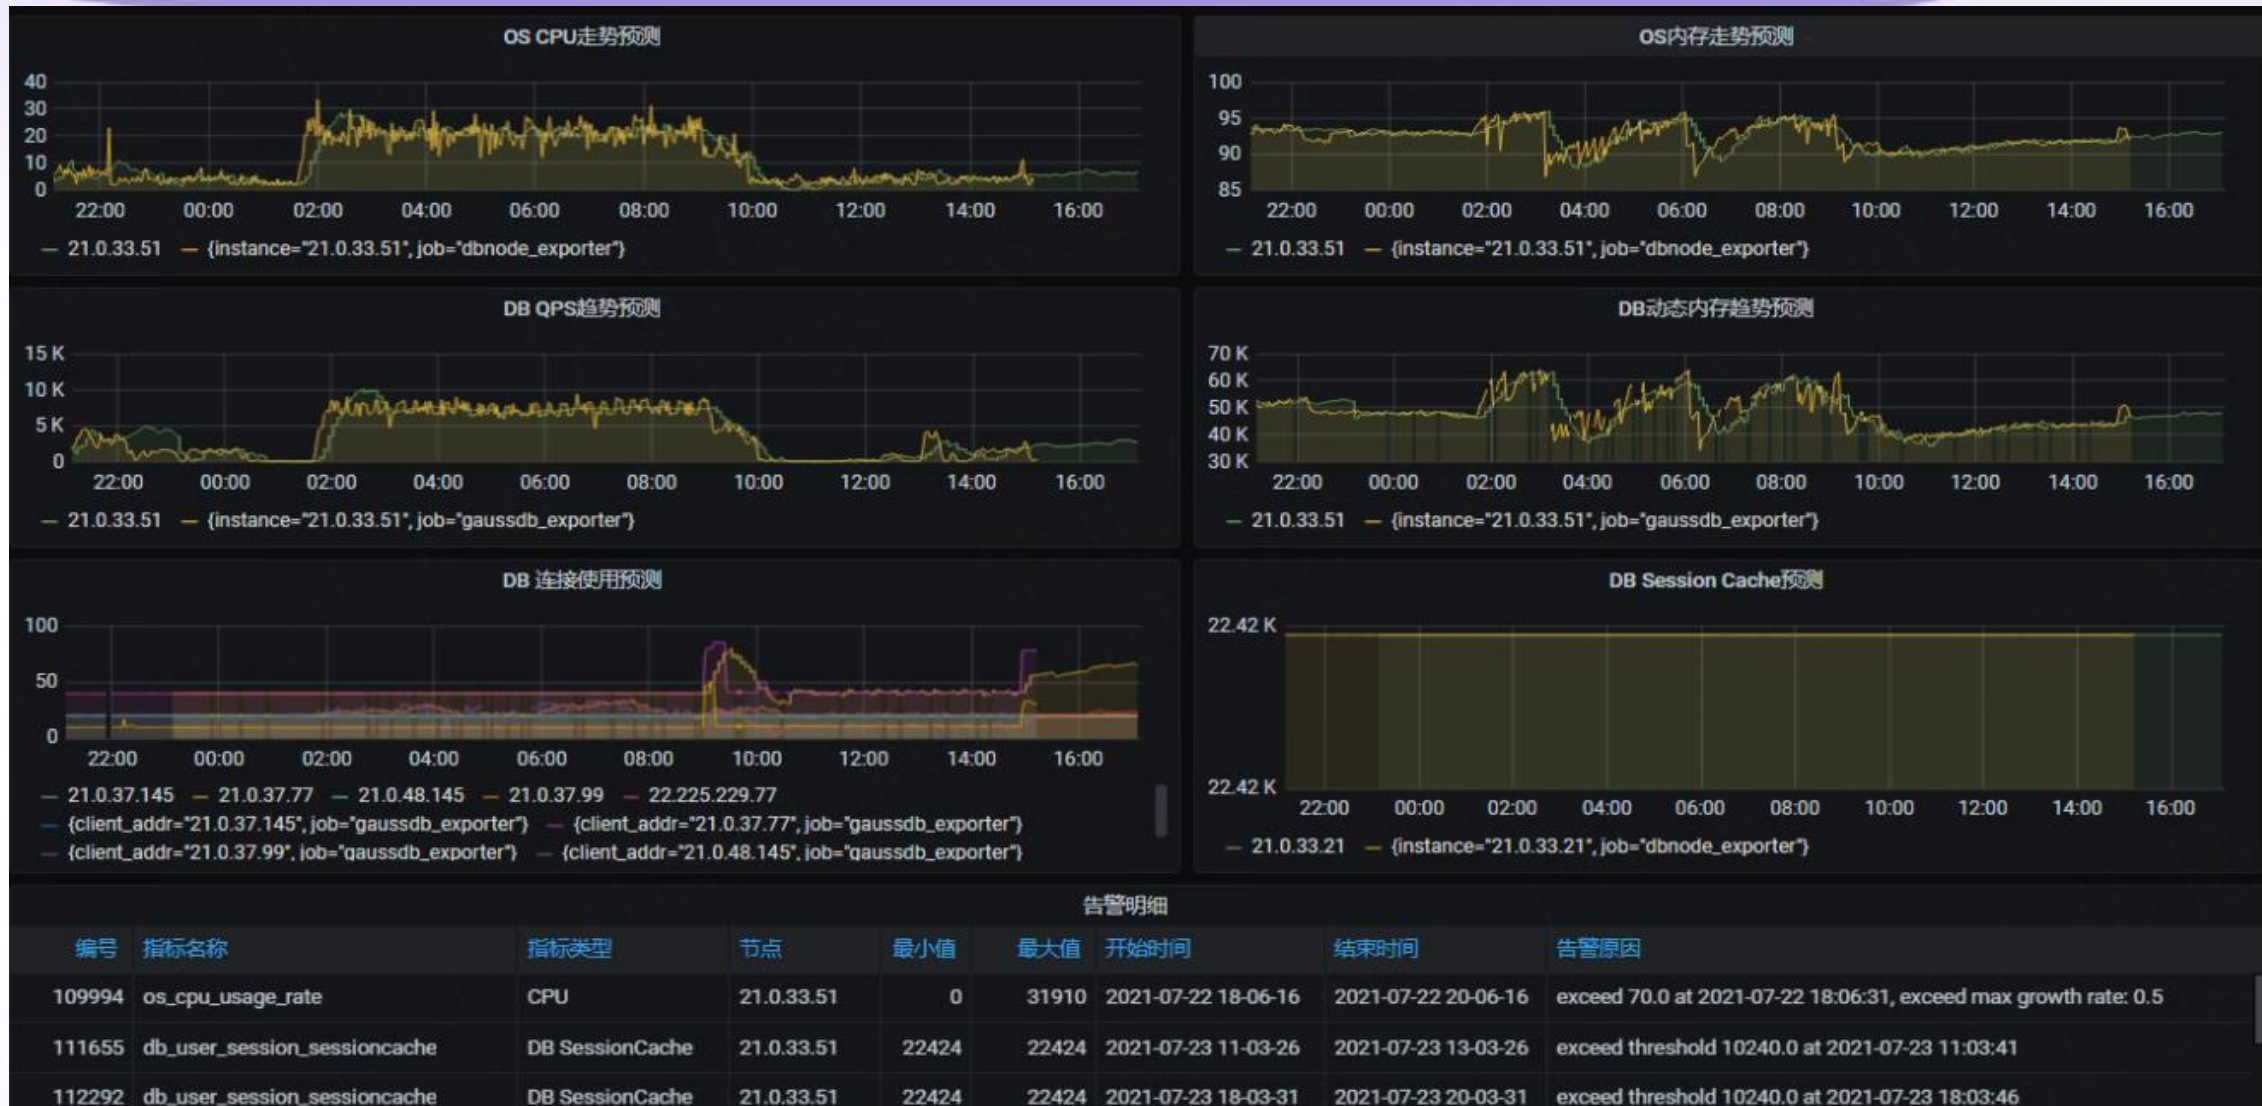 OS CPU走势预测
40
30
20
10
0
22:00 00:00 02:00 04:00 06:00 08:00 10:00 12:00 14:00 16:00
21.0.33.51 {instance="21.0.33.51", job="dbnode_exporter"}
OS内存走势预测
100
95
90
85
22:00 00:00 02:00 04:00 06:00 08:00 10:00 12:00 14:00 16:00
21.0.33.51 {instance="21.0.33.51", job="dbnode_exporter"}
DB QPS趋势预测
15 K
10 K
5 K
0
22:00 00:00 02:00 04:00 06:00 08:00 10:00 12:00 14:00 16:00
21.0.33.51 {instance="21.0.33.51", job="gaussdb_exporter"}
DB动态内存趋势预测
70 K
60 K
50 K
40 K
30 K
22:00 00:00 02:00 04:00 06:00 08:00 10:00 12:00 14:00 16:00
21.0.33.51 {instance="21.0.33.51", job="gaussdb_exporter"}
DB 连接使用预测
100
50
0
22:00 00:00 02:00 04:00 06:00 08:00 10:00 12:00 14:00 16:00
21.0.37.145 21.0.37.77 21.0.48.145 21.0.37.99 22.225.229.77
{client_addr="21.0.37.145", job="gaussdb_exporter"} {client_addr="21.0.37.77", job="gaussdb_exporter"}
{client_addr="21.0.37.99", job="gaussdb_exporter"} {client_addr="21.0.48.145", job="gaussdb_exporter"}
DB Session Cache预测
22.42 K
22.42 K
22:00 00:00 02:00 04:00 06:00 08:00 10:00 12:00 14:00 16:00
21.0.33.21 {instance="21.0.33.21", job="dbnode_exporter"}
告警明细
编号 指标名称 指标类型 节点 最小值 最大值 开始时间 结束时间 告警原因
109994 os_cpu_usage_rate CPU 21.0.33.51 0 31910 2021-07-22 18-06-16 2021-07-22 20-06-16 exceed 70.0 at 2021-07-22 18:06:31, exceed max growth rate: 0.5
111655 db_user_session_sessioncache DB SessionCache 21.0.33.51 22424 22424 2021-07-23 11-03-26 2021-07-23 13-03-26 exceed threshold 10240.0 at 2021-07-23 11:03:41
112292 db_user_session_sessioncache DB SessionCache 21.0.33.51 22424 22424 2021-07-23 18-03-31 2021-07-23 20-03-31 exceed threshold 10240.0 at 2021-07-23 18:03:46